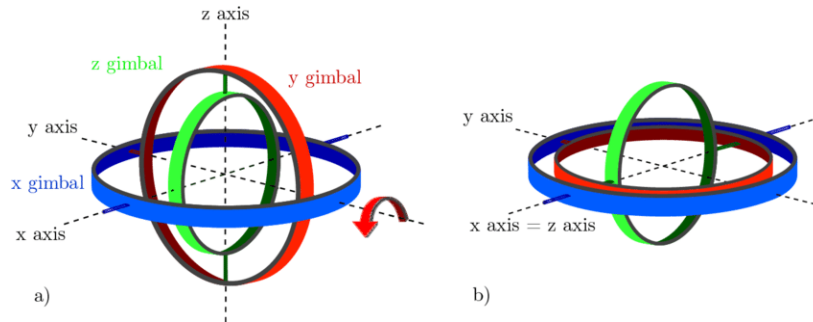 z axis
z gimbal
y gimbal
y axis
x gimbal
x axis
a)
y axis
x axis = z axis
b)